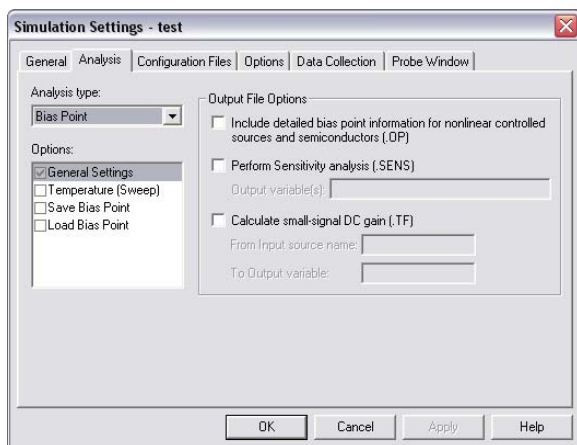 Simulation Settings - test
General
Analysis
Configuration Files
Options
Data Collection
Probe Window
Analysis type:
Bias Point
Options:
General Settings
Temperature (Sweep)
Save Bias Point
Load Bias Point
Output File Options
Include detailed bias point information for nonlinear controlled
sources and semiconductors (.OP)
Perform Sensitivity analysis (.SENS)
Output variable(s):
Calculate small-signal DC gain (.TF)
From Input source name:
To Output variable:
OK
Cancel
Apply
Help